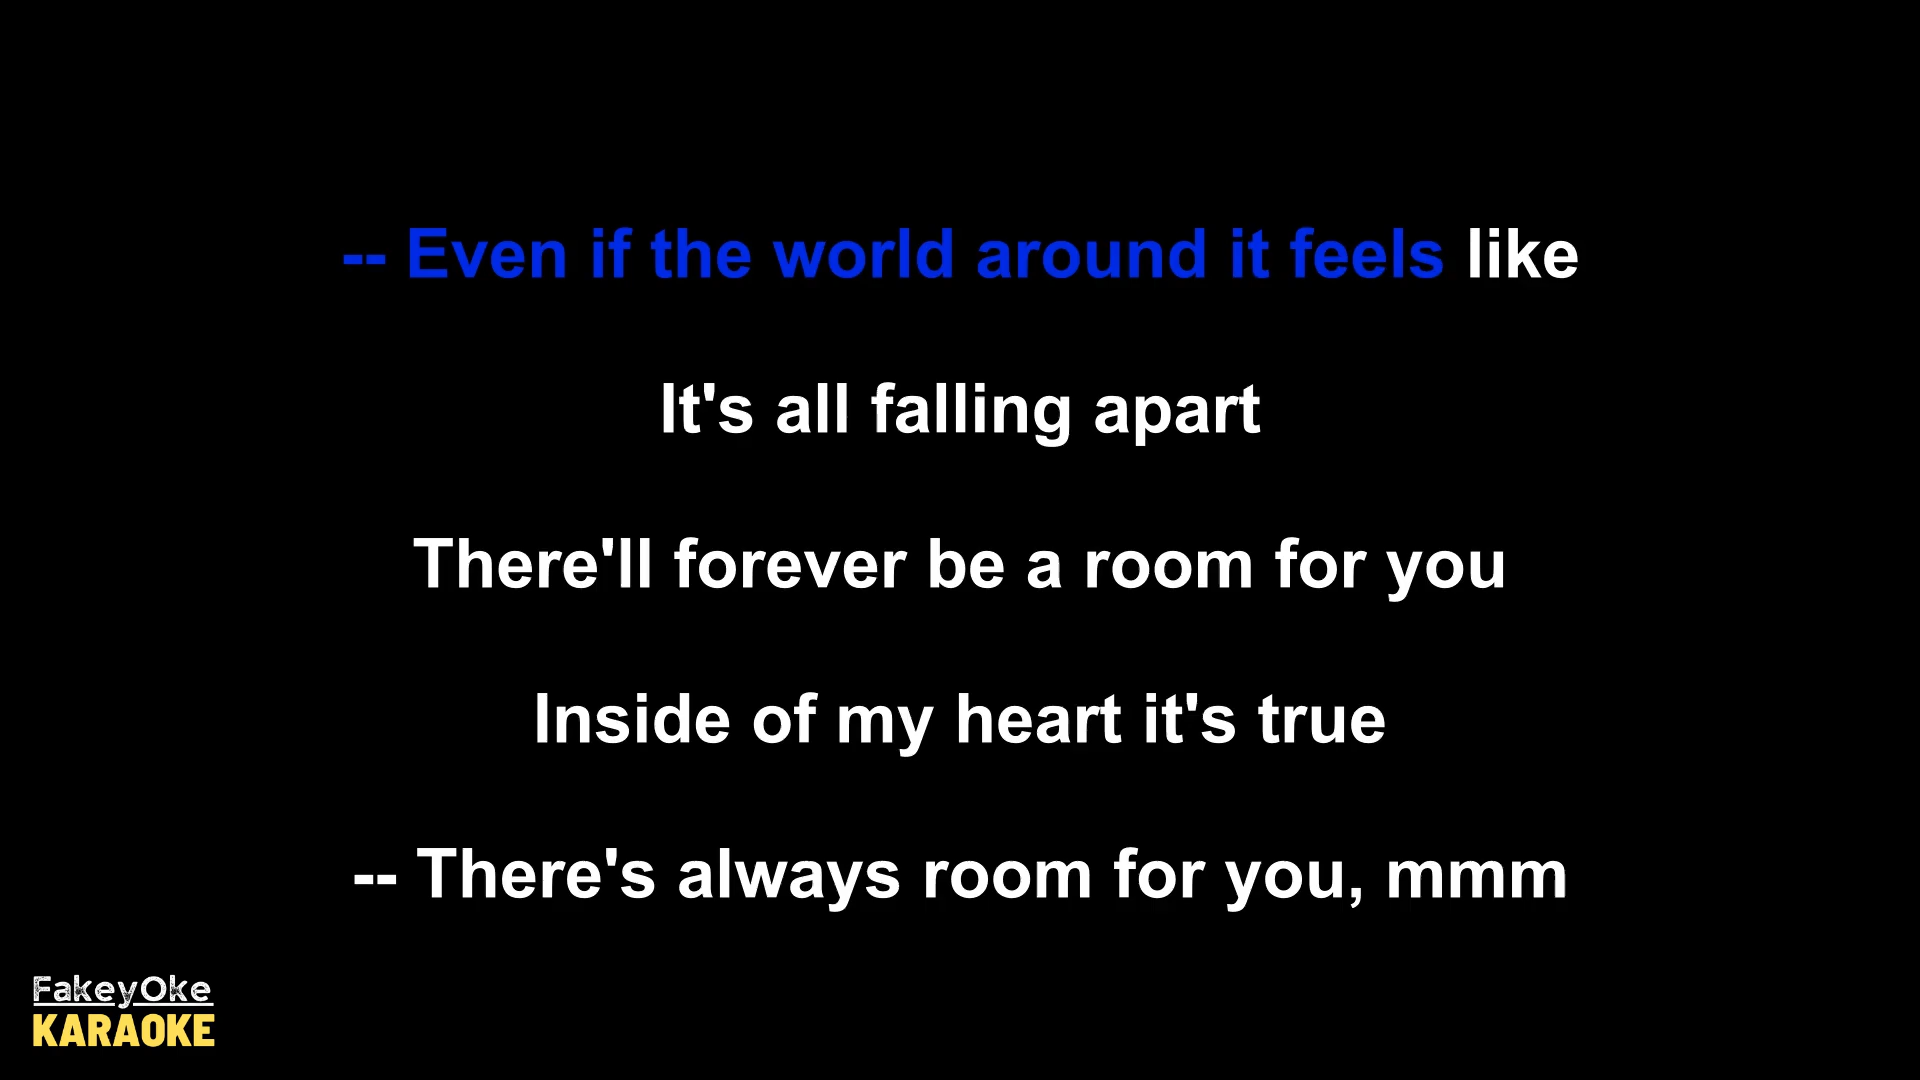 -- Even if the world around it feels like
It's all falling apart
There'll forever be a room for you
Inside of my heart it's true
-- There's always room for you, mmm
FakeyOke
KARAOKE